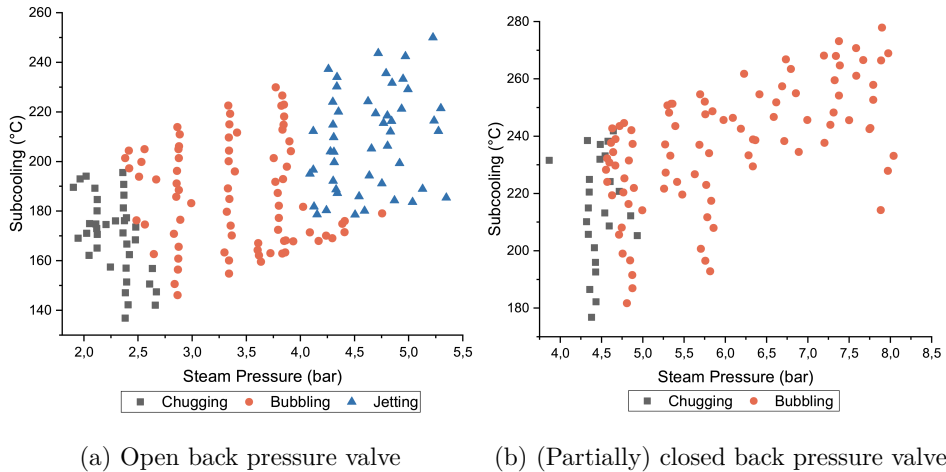 260
240
220
200
180
160
140
Subcooling (°C)
2,0 2,5 3,0 3,5 4,0 4,5 5,0 5,5
Steam Pressure (bar)
Chugging Bubbling Jetting
(a) Open back pressure valve
280
260
240
220
200
180
Subcooling (°C)
4,0 4,5 5,0 5,5 6,0 6,5 7,0 7,5 8,0 8,5
Steam Pressure (bar)
Chugging Bubbling
(b) (Partially) closed back pressure valve